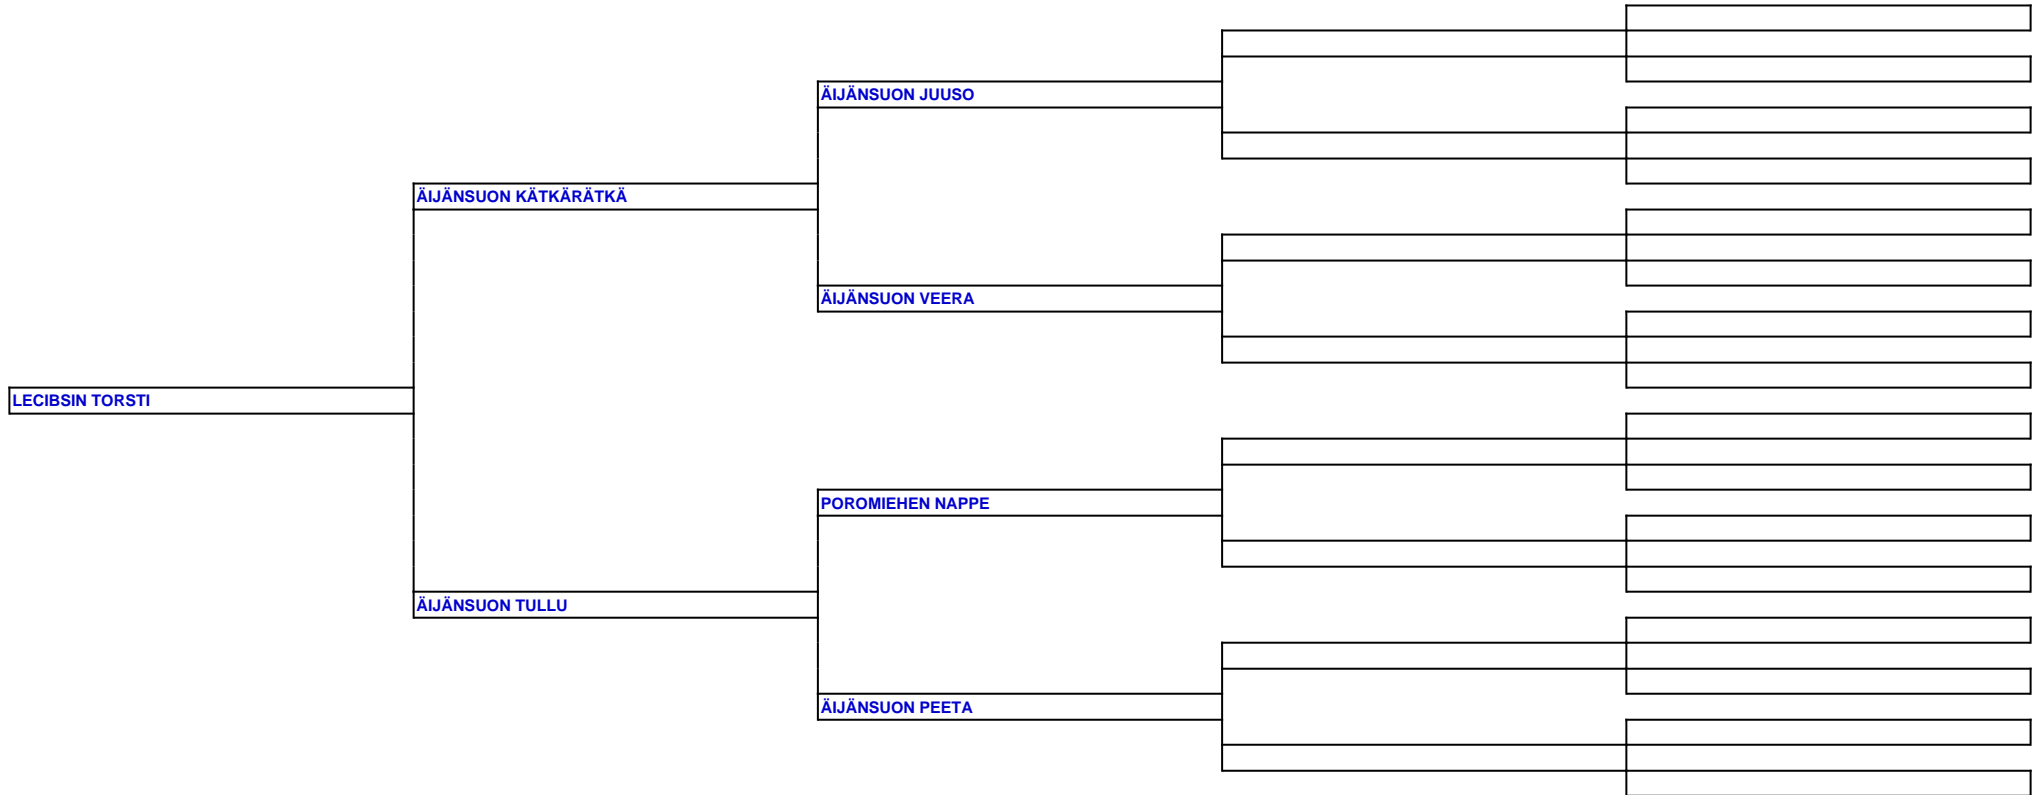 ÄIJÄNSUON JUUSO
ÄIJÄNSUON KÄTKÄRÄTKÄ
ÄIJÄNSUON VEERA
LECIBSIN TORSTI
POROMIEHEN NAPPE
ÄIJÄNSUON TULLU
ÄIJÄNSUON PEETA